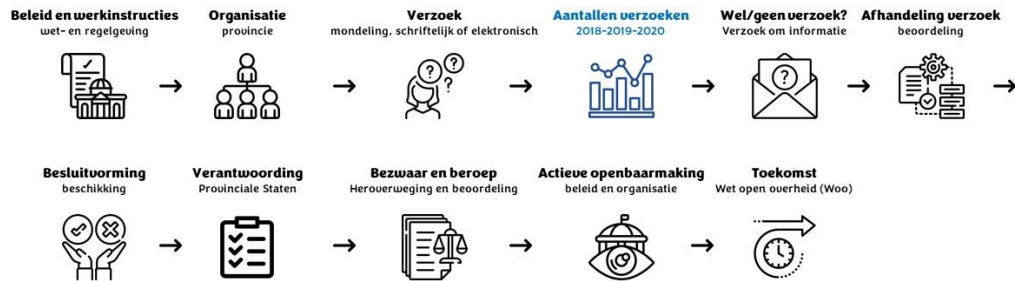 Beleid en werkinstructies
wet- en regelgeving
Organisatie
provincie
Verzoek
mondeling, schriftelijk of elektronisch
Aantallen verzoeken
2018-2019-2020
Wel/geen verzoek?
Verzoek om informatie
Afhandeling verzoek
beoordeling
Besluitvorming
beschikking
Verantwoording
Provinciale Staten
Bezwaar en beroep
Heroverweging en beoordeling
Actieve openbaarmaking
beleid en organisatie
Toekomst
Wet open overheid (Woo)